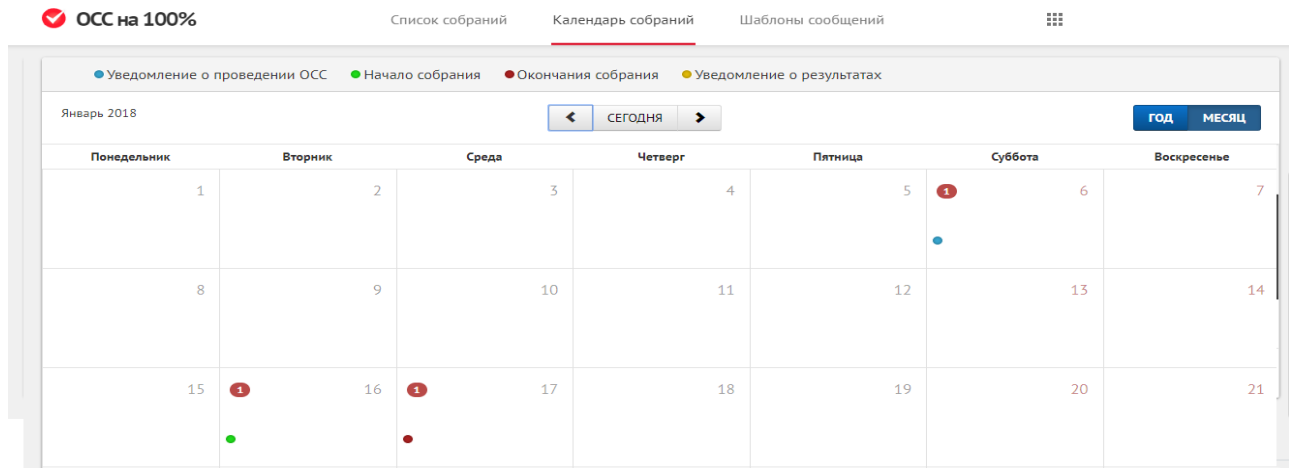 ОСС на 100% Список собраний Календарь собраний Шаблоны сообщений
Уведомление о проведении ОСС Начало собрания Окончания собрания Уведомление о результатах
Январь 2018 СЕГОДНЯ ГОД МЕСЯЦ
Понедельник Вторник Среда Четверг Пятница Суббота Воскресенье
1 2 3 4 5 1 6 7
8 9 10 11 12 13 14
15 1 16 1 17 18 19 20 21